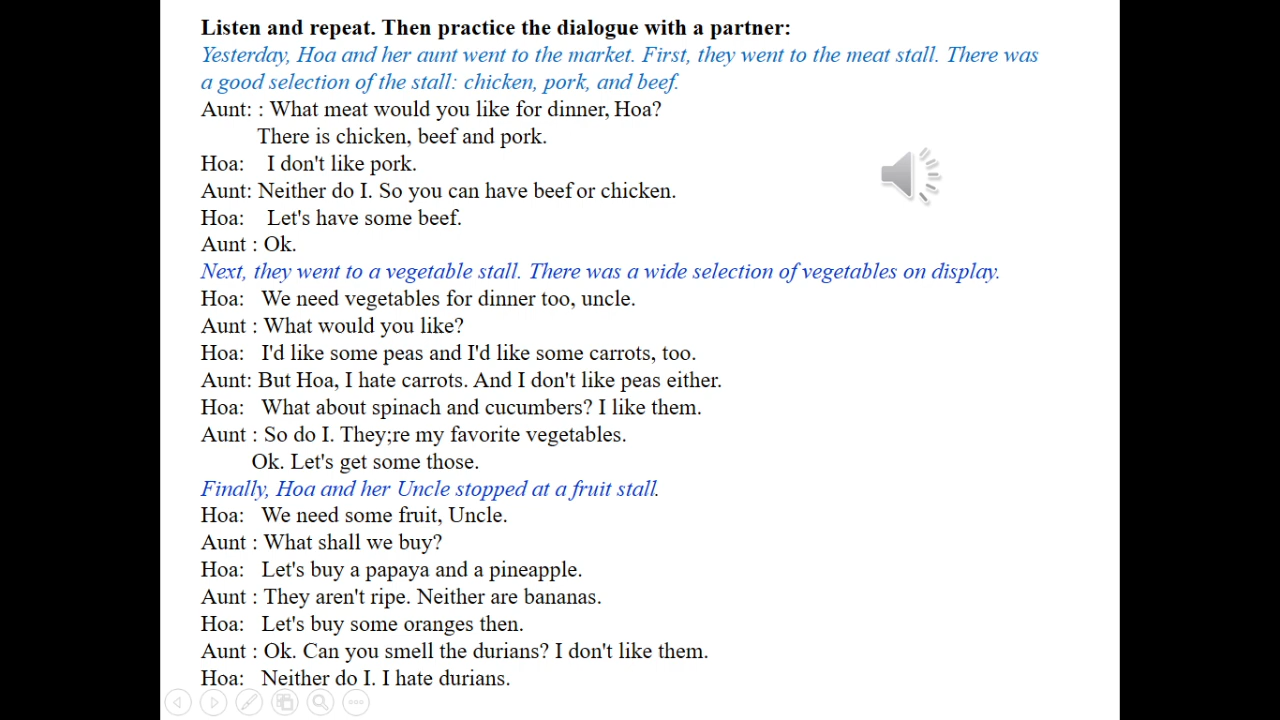 Listen and repeat. Then practice the dialogue with a partner:
Yesterday, Hoa and her aunt went to the market. First, they went to the meat stall. There was
a good selection of the stall: chicken, pork, and beef.
Aunt: : What meat would you like for dinner, Hoa?
There is chicken, beef and pork.
Hoa: I don't like pork.
Aunt: Neither do I. So you can have beef or chicken.
Hoa: Let's have some beef.
Aunt : Ok.
Next, they went to a vegetable stall. There was a wide selection of vegetables on display.
Hoa: We need vegetables for dinner too, uncle.
Aunt : What would you like?
Hoa: I'd like some peas and I'd like some carrots, too.
Aunt: But Hoa, I hate carrots. And I don't like peas either.
Hoa: What about spinach and cucumbers? I like them.
Aunt : So do I. They;re my favorite vegetables.
Ok. Let's get some those.
Finally, Hoa and her Uncle stopped at a fruit stall.
Hoa: We need some fruit, Uncle.
Aunt : What shall we buy?
Hoa: Let's buy a papaya and a pineapple.
Aunt : They aren't ripe. Neither are bananas.
Hoa: Let's buy some oranges then.
Aunt : Ok. Can you smell the durians? I don't like them.
Hoa: Neither do I. I hate durians.